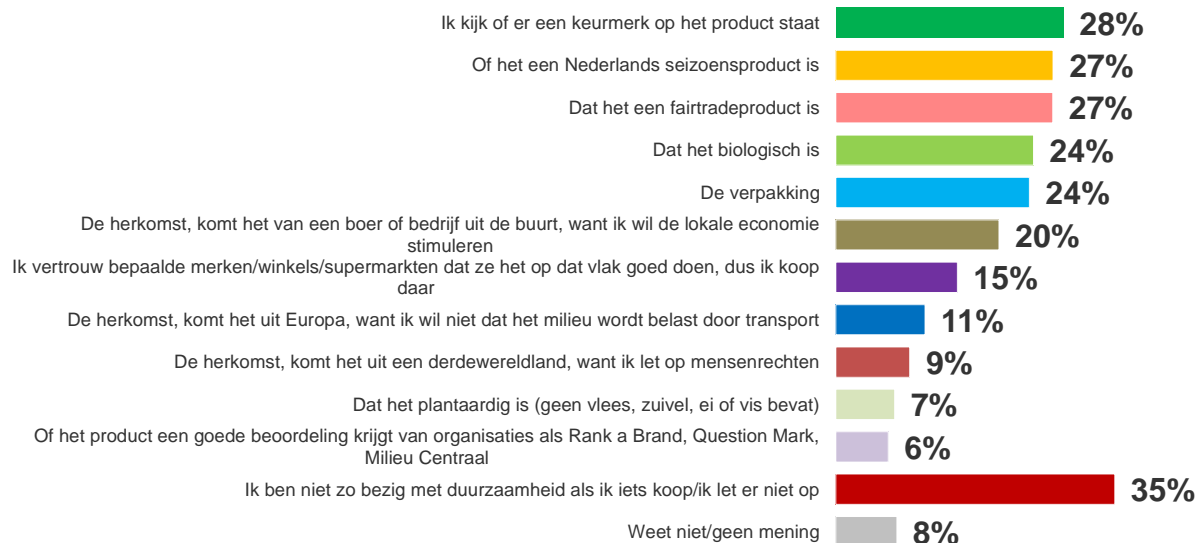 Ik kijk of er een keurmerk op het product staat 28%
Of het een Nederlands seizoensproduct is 27%
Dat het een fairtradeproduct is 27%
Dat het biologisch is 24%
De verpakking 24%
De herkomst, komt het van een boer of bedrijf uit de buurt, want ik wil de lokale economie
stimuleren 20%
Ik vertrouw bepaalde merken/winkels/supermarkten dat ze het op dat vlak goed doen, dus ik koop
daar 15%
De herkomst, komt het uit Europa, want ik wil niet dat het milieu wordt belast door transport 11%
De herkomst, komt het uit een derdewereldland, want ik let op mensenrechten 9%
Dat het plantaardig is (geen vlees, zuivel, ei of vis bevat) 7%
Of het product een goede beoordeling krijgt van organisaties als Rank a Brand, Question Mark,
Milieu Centraal 6%
Ik ben niet zo bezig met duurzaamheid als ik iets koop/ik let er niet op 35%
Weet niet/geen mening 8%